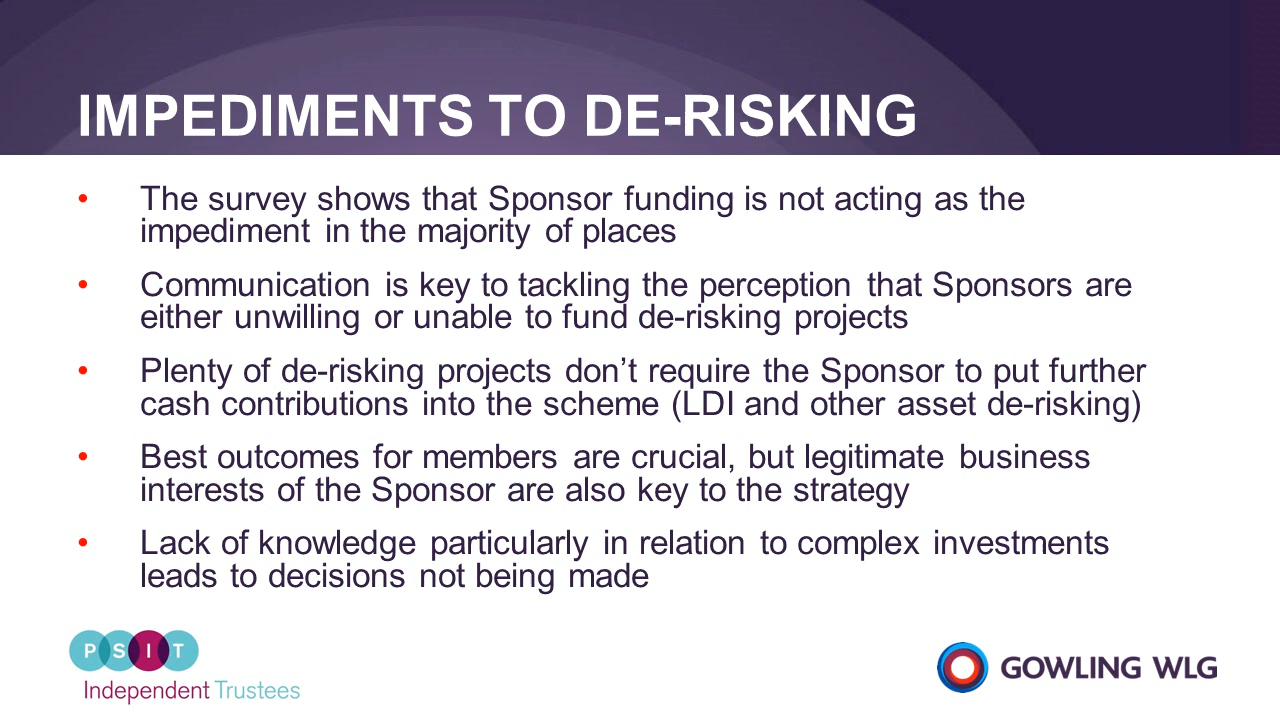 IMPEDIMENTS TO DE-RISKING
• The survey shows that Sponsor funding is not acting as the
impediment in the majority of places
• Communication is key to tackling the perception that Sponsors are
either unwilling or unable to fund de-risking projects
• Plenty of de-risking projects don’t require the Sponsor to put further
cash contributions into the scheme (LDI and other asset de-risking)
• Best outcomes for members are crucial, but legitimate business
interests of the Sponsor are also key to the strategy
• Lack of knowledge particularly in relation to complex investments
leads to decisions not being made
PSIT
Independent Trustees
GOWLING WLG